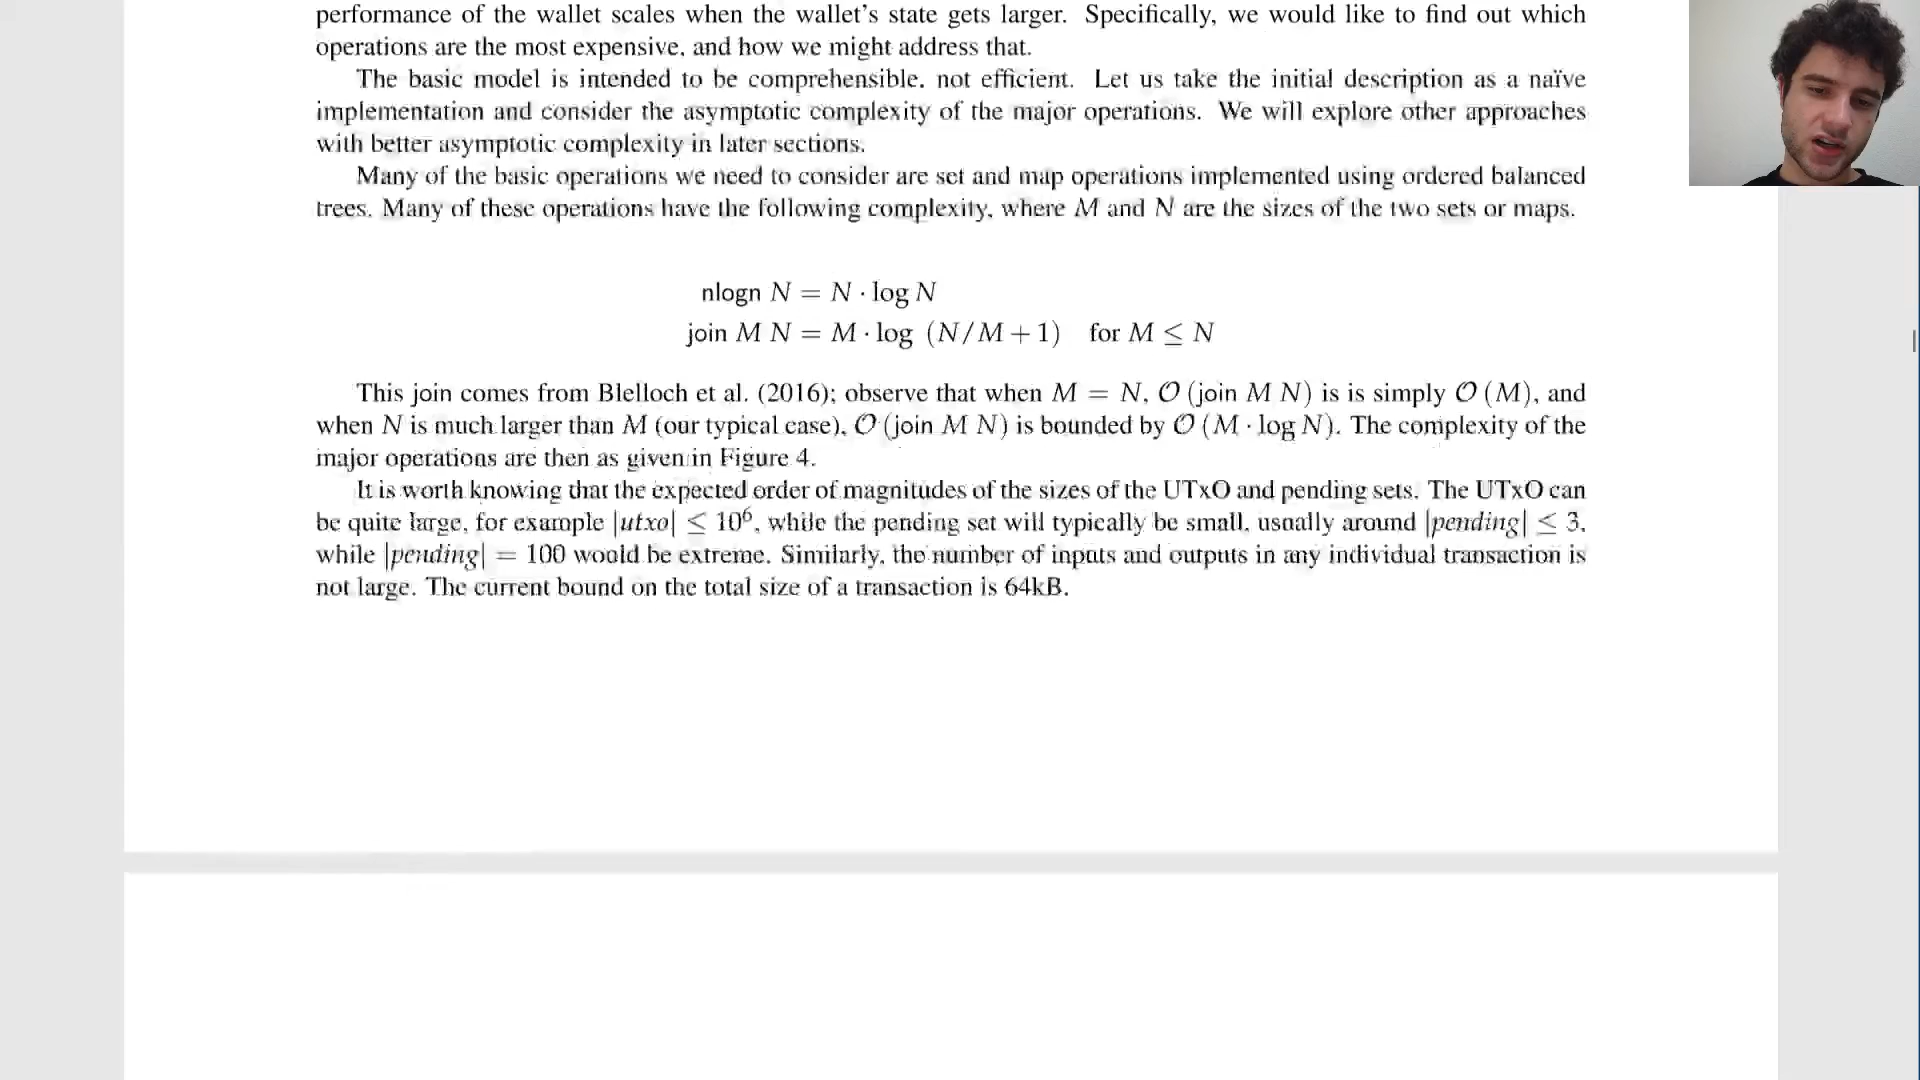 performance of the wallet scales when the wallet's state gets larger. Specifically, we would like to find out which
operations are the most expensive, and how we might address that.
The basic model is intended to be comprehensible, not efficient. Let us take the initial description as a naïve
implementation and consider the asymptotic complexity of the major operations. We will explore other approaches
with better asymptotic complexity in later sections.
Many of the basic operations we need to consider are set and map operations implemented using ordered balanced
trees. Many of these operations have the following complexity, where M and N are the sizes of the two sets or maps.
nlogn N = N · log N
join M N = M · log (N/M + 1) for M ≤ N
This join comes from Blelloch et al. (2016); observe that when M = N, O (join M N) is is simply O (M), and
when N is much larger than M (our typical case), O (join M N) is bounded by O (M · log N). The complexity of the
major operations are then as given in Figure 4.
It is worth knowing that the expected order of magnitudes of the sizes of the UTxO and pending sets. The UTxO can
be quite large, for example |utxo| ≤ 10⁶, while the pending set will typically be small, usually around |pending| ≤ 3,
while |pending| = 100 would be extreme. Similarly, the number of inputs and outputs in any individual transaction is
not large. The current bound on the total size of a transaction is 64kB.